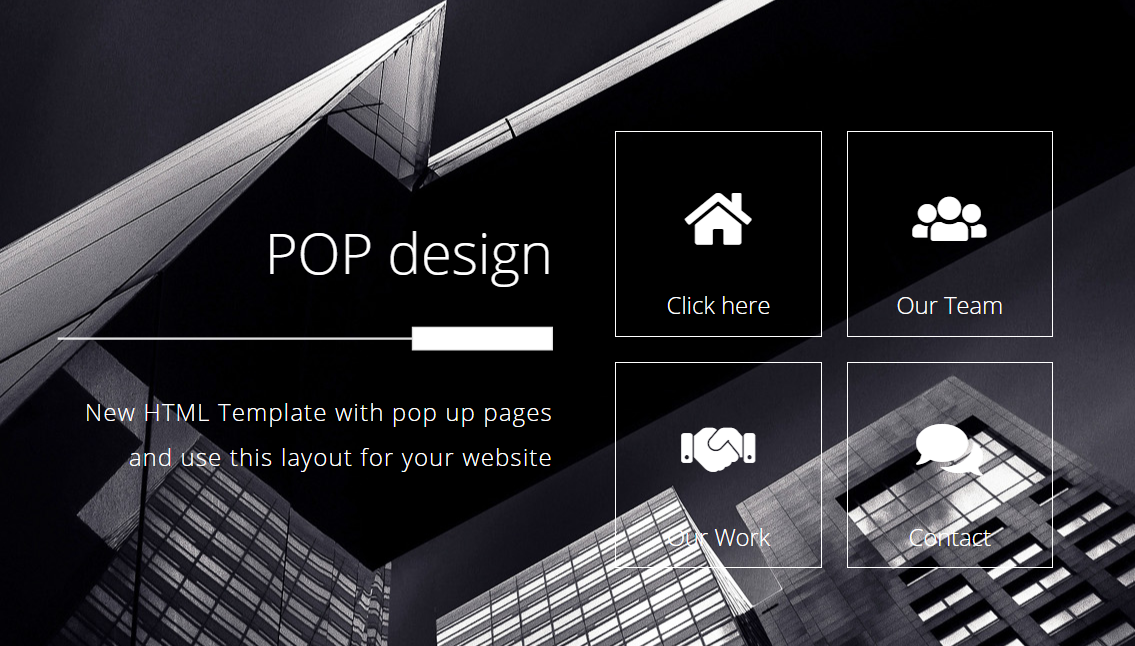 POP design
New HTML Template with pop up pages
and use this layout for your website
Click here
Our Team
Our Work
Contact